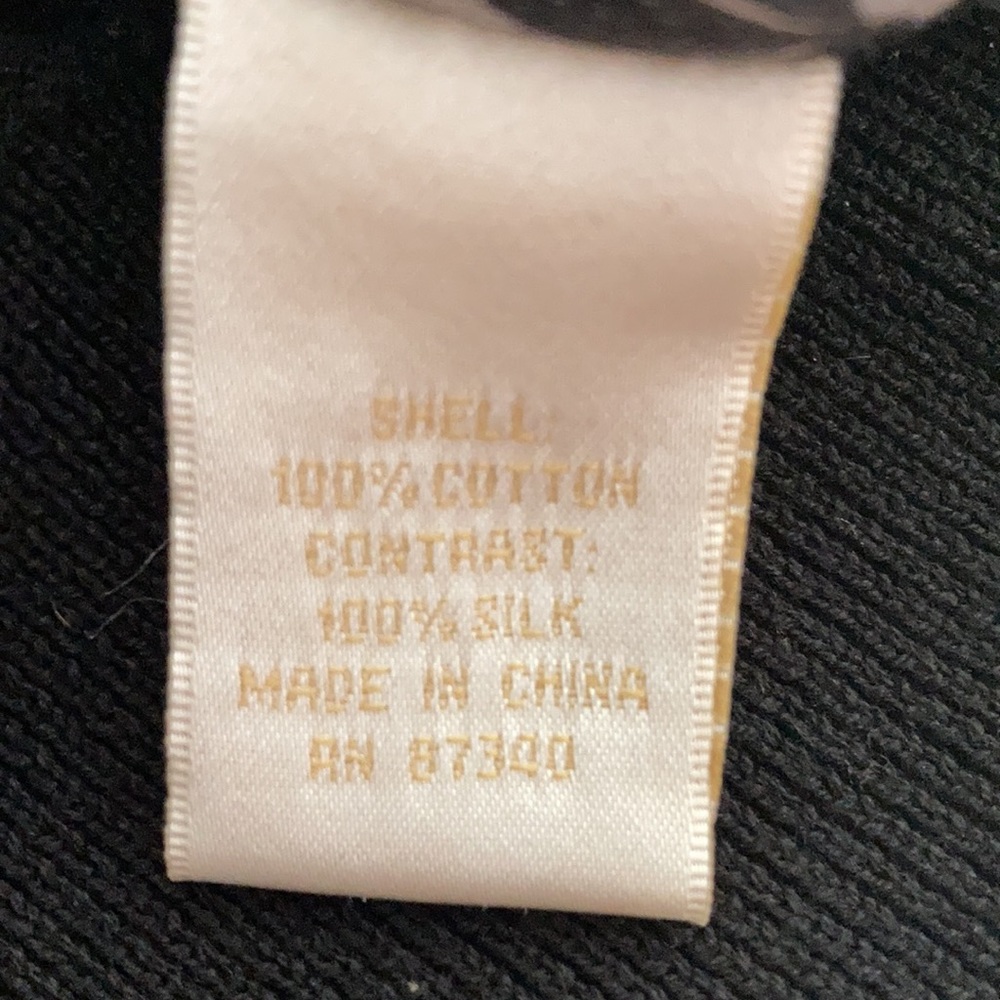 SHELL:
100% COTTON
CONTRAST:
100% SILK
MADE IN CHINA
RN 87340